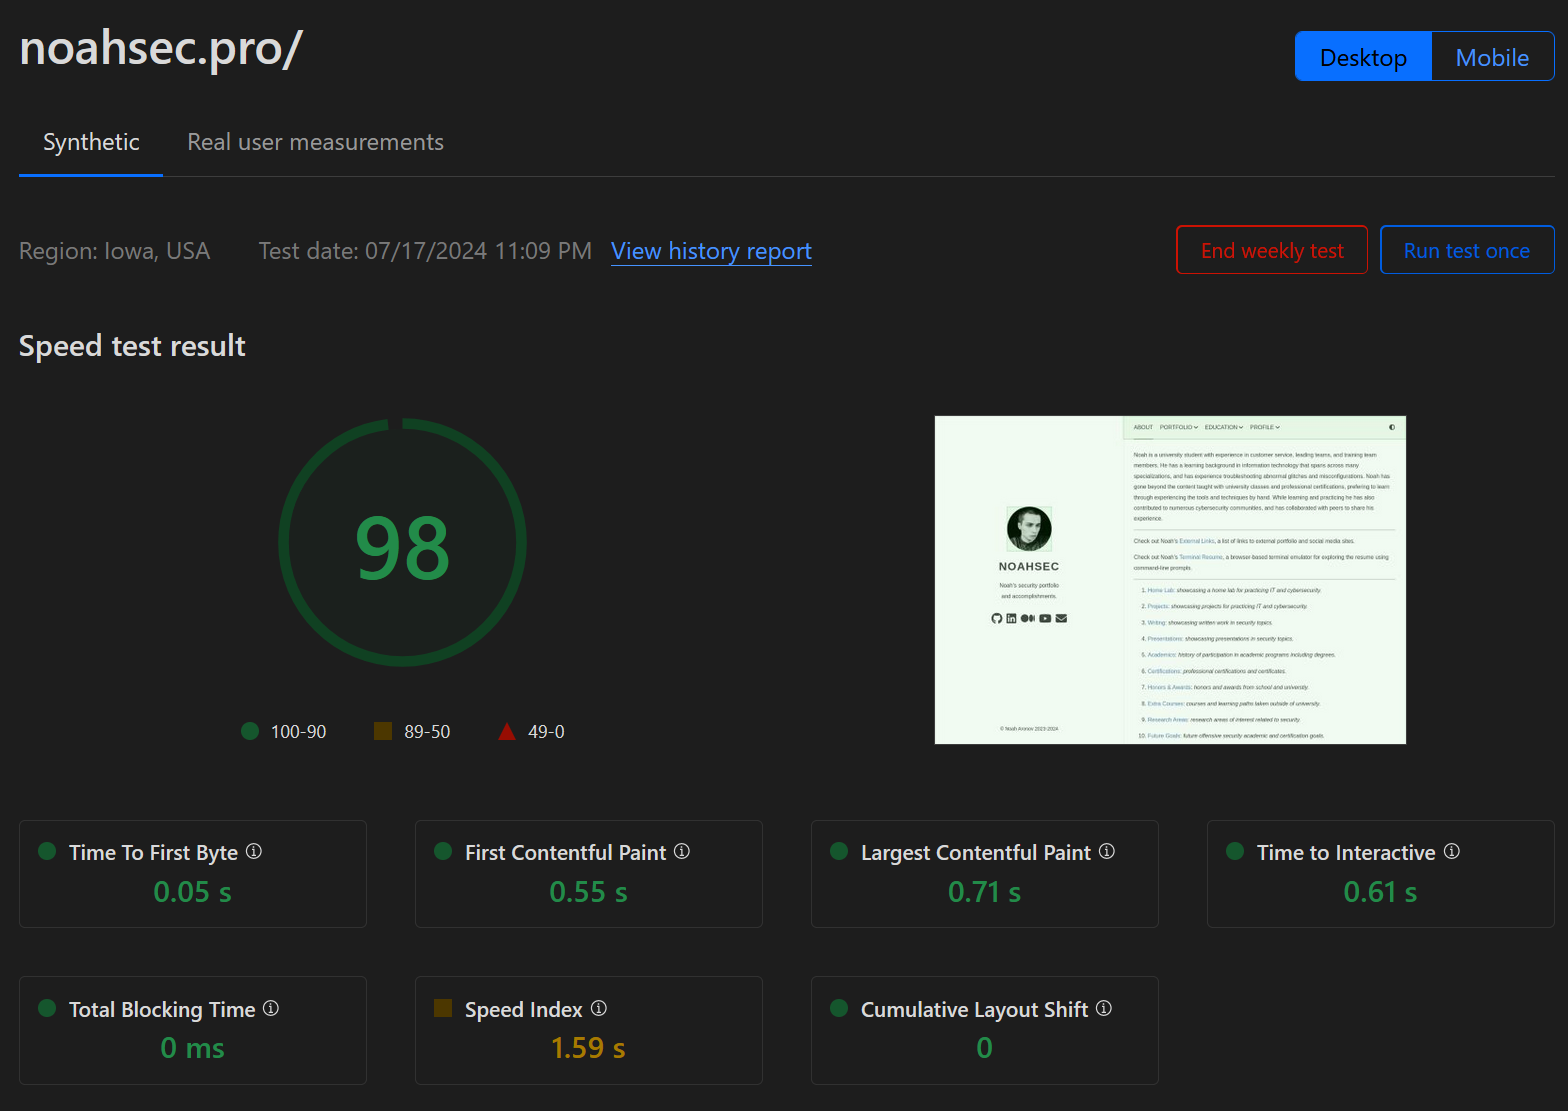 noahsec.pro/
Desktop
Mobile
Synthetic
Real user measurements
Region: Iowa, USA
Test date: 07/17/2024 11:09 PM
View history report
End weekly test
Run test once
Speed test result
98
100-90
89-50
49-0
NOAHSEC
Noah's security portfolio
and accomplishments.
© Noah Aronov 2023-2024
ABOUT PORTFOLIO EDUCATION PROFILE
Noah is a university student with experience in customer service, leading teams, and training team
members. He has a learning background in information technology that spans across many
specializations, and has experience troubleshooting abnormal glitches and misconfigurations. Noah has
gone beyond the content taught with university classes and professional certifications, prefering to learn
through experiencing the tools and techniques by hand. While learning and practicing he has also
contributed to numerous cybersecurity communities, and has collaborated with peers to share his
experience.
Check out Noah's External Links, a list of links to external portfolio and social media sites.
Check out Noah's Terminal Resume, a browser-based terminal emulator for exploring the resume using
command-line prompts.
1. Home Lab: showcasing a home lab for practicing IT and cybersecurity.
2. Projects: showcasing projects for practicing IT and cybersecurity.
3. Writing: showcasing written work in security topics.
4. Presentations: showcasing presentations in security topics.
5. Academics: history of participation in academic programs including degrees.
6. Certifications: professional certifications and certificates.
7. Honors & Awards: honors and awards from school and university.
8. Extra Courses: courses and learning paths taken outside of university.
9. Research Areas: research areas of interest related to security.
10. Future Goals: future offensive security academic and certification goals.
Time To First Byte
0.05 s
First Contentful Paint
0.55 s
Largest Contentful Paint
0.71 s
Time to Interactive
0.61 s
Total Blocking Time
0 ms
Speed Index
1.59 s
Cumulative Layout Shift
0